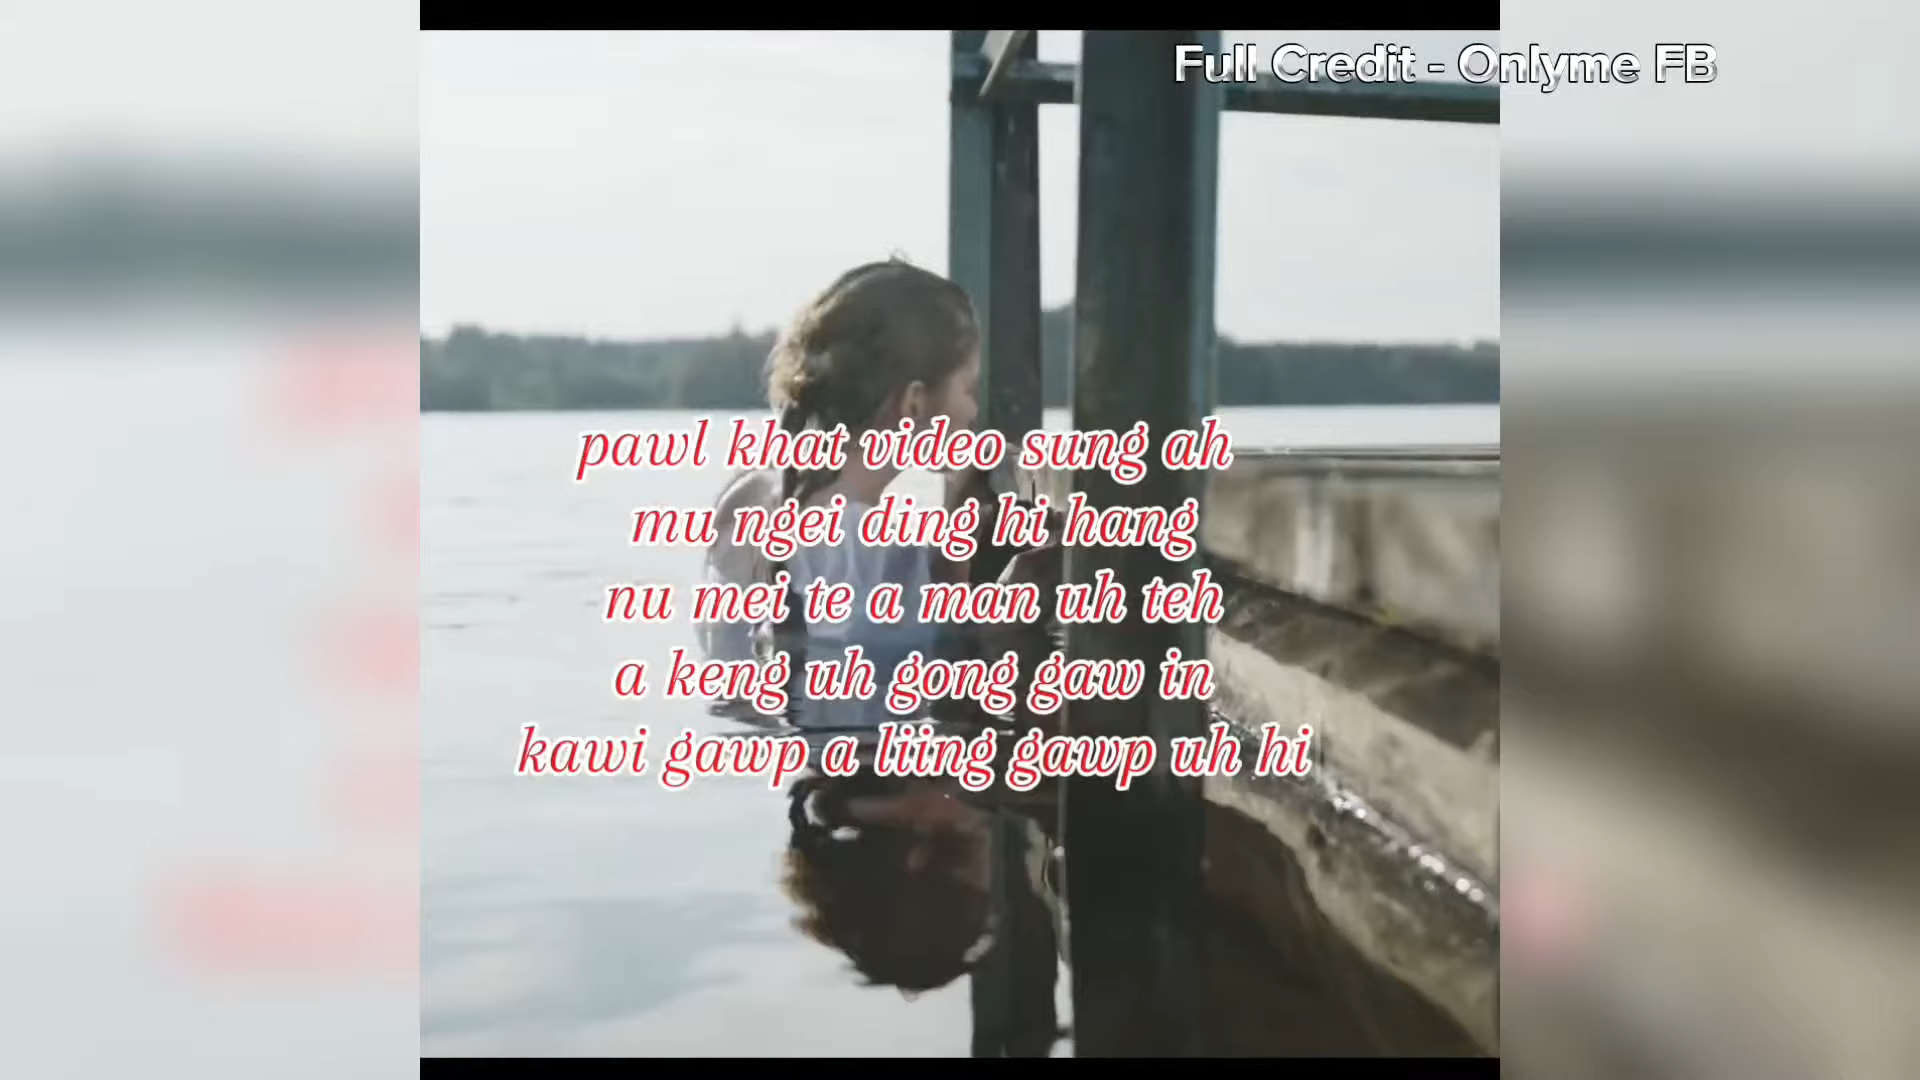 Full Credit - Onlyme FB
pawl khat video sung ah
mu ngei ding hi hang
nu mei te a man uh teh
a keng uh gong gaw in
kawi gawp a liing gawp uh hi